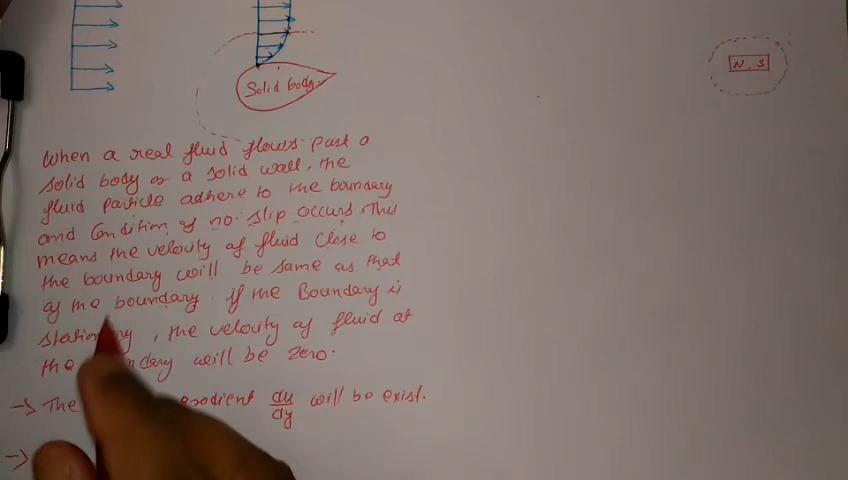 Solid body
N.S
When a real fluid flows past a
solid body or a solid wall, the
fluid particle adhere to the boundary
and Condition of no-slip occurs. This
means the velocity of fluid close to
the boundary will be same as that
of the boundary. if the Boundary is
stationary, the velocity of fluid at
the boundary will be zero.
→ The gradient du/dy will be exist.
→